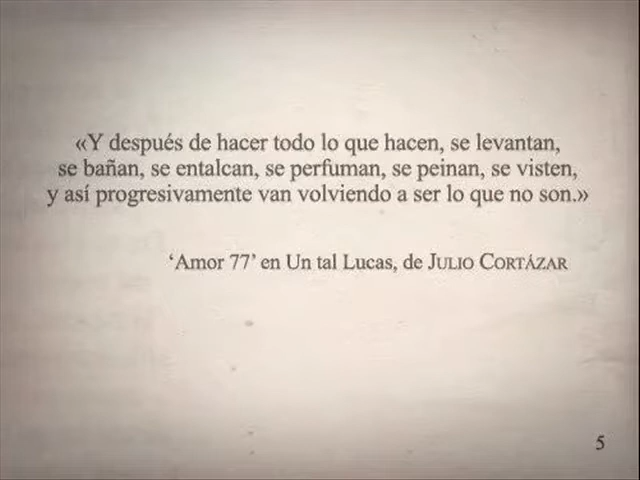 «Y después de hacer todo lo que hacen, se levantan,
se bañan, se entalcan, se perfuman, se peinan, se visten,
y así progresivamente van volviendo a ser lo que no son.»
‘Amor 77’ en Un tal Lucas, de JULIO CORTÁZAR
5